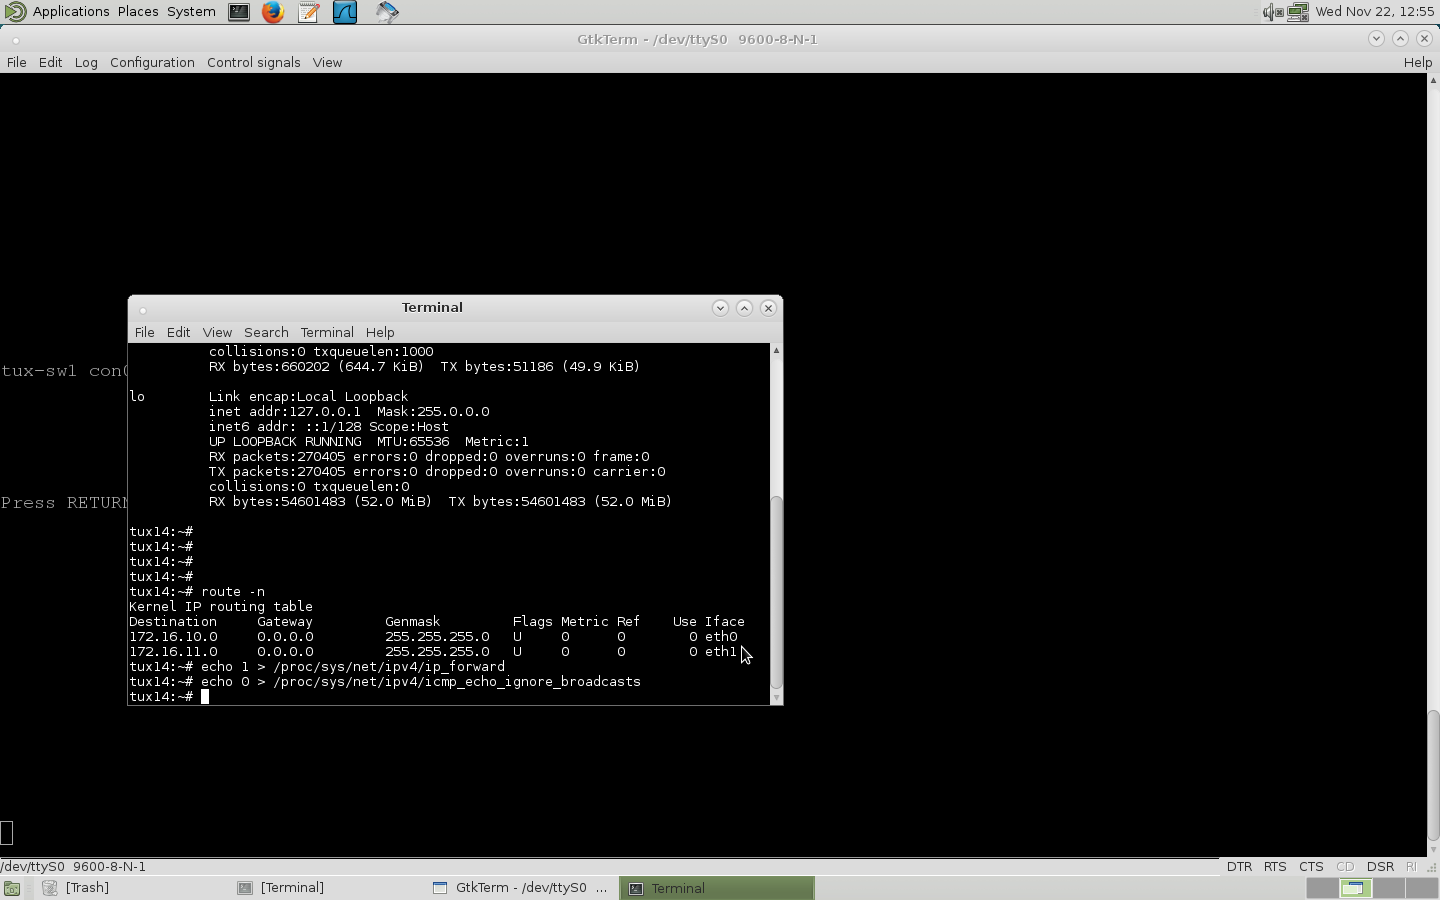 Applications Places System Wed Nov 22, 12:55
GtkTerm - /dev/ttyS0 9600-8-N-1
File Edit Log Configuration Control signals View Help
Terminal
File Edit View Search Terminal Help
collisions:0 txqueuelen:1000
RX bytes:660202 (644.7 KiB) TX bytes:51186 (49.9 KiB)
tux-sw1 con0
lo Link encap:Local Loopback
inet addr:127.0.0.1 Mask:255.0.0.0
inet6 addr: ::1/128 Scope:Host
UP LOOPBACK RUNNING MTU:65536 Metric:1
RX packets:270405 errors:0 dropped:0 overruns:0 frame:0
TX packets:270405 errors:0 dropped:0 overruns:0 carrier:0
collisions:0 txqueuelen:0
RX bytes:54601483 (52.0 MiB) TX bytes:54601483 (52.0 MiB)
Press RETURN
tux14:~#
tux14:~#
tux14:~#
tux14:~#
tux14:~# route -n
Kernel IP routing table
Destination Gateway Genmask Flags Metric Ref Use Iface
172.16.10.0 0.0.0.0 255.255.255.0 U 0 0 0 eth0
172.16.11.0 0.0.0.0 255.255.255.0 U 0 0 0 eth1
tux14:~# echo 1 > /proc/sys/net/ipv4/ip_forward
tux14:~# echo 0 > /proc/sys/net/ipv4/icmp_echo_ignore_broadcasts
tux14:~#
/dev/ttyS0 9600-8-N-1 DTR RTS CTS CD DSR RI
[Trash] [Terminal] GtkTerm - /dev/ttyS0 ... Terminal